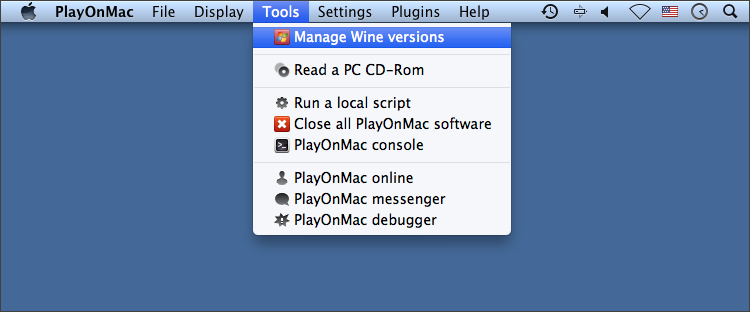 PlayOnMac File Display Tools Settings Plugins Help
Manage Wine versions
Read a PC CD-Rom
Run a local script
Close all PlayOnMac software
PlayOnMac console
PlayOnMac online
PlayOnMac messenger
PlayOnMac debugger